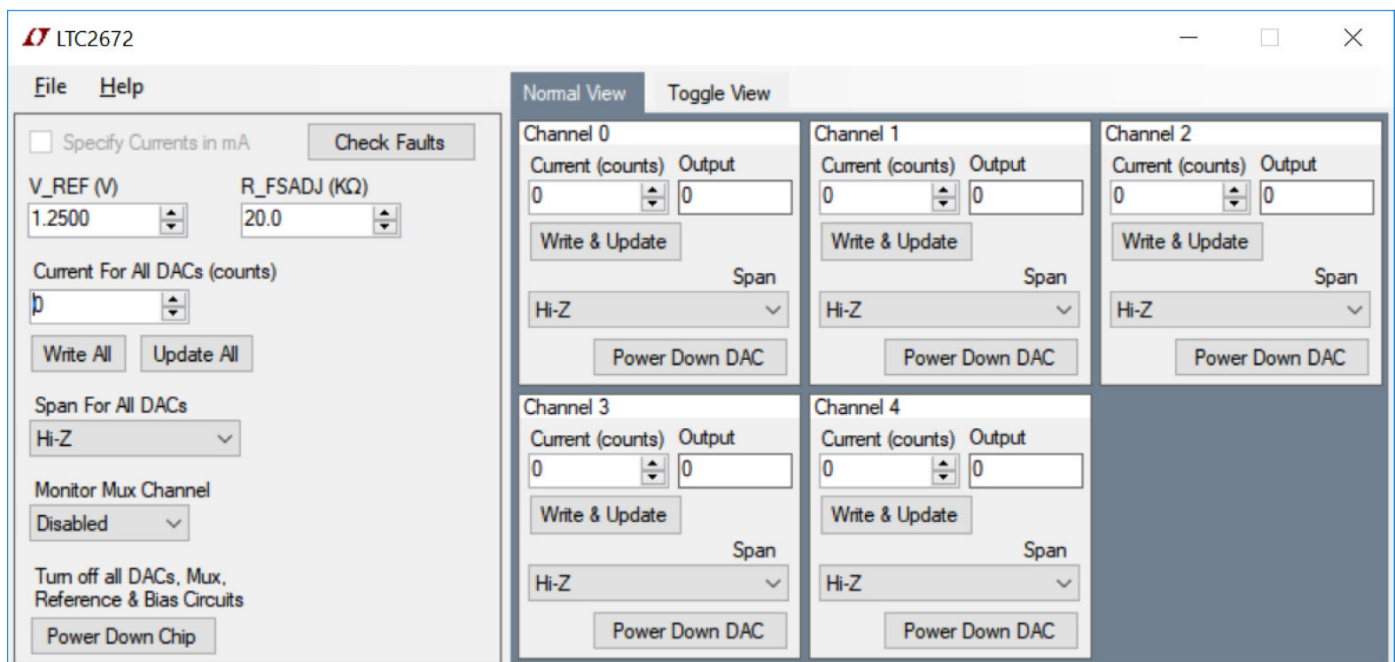 LTC2672
File Help
Specify Currents in mA Check Faults
V_REF (V) R_FSADJ (KΩ)
1.2500 20.0
Current For All DACs (counts)
0
Write All Update All
Span For All DACs
Hi-Z
Monitor Mux Channel
Disabled
Turn off all DACs, Mux,
Reference & Bias Circuits
Power Down Chip
Normal View Toggle View
Channel 0
Current (counts) Output
0 0
Write & Update
Span
Hi-Z
Power Down DAC
Channel 1
Current (counts) Output
0 0
Write & Update
Span
Hi-Z
Power Down DAC
Channel 2
Current (counts) Output
0 0
Write & Update
Span
Hi-Z
Power Down DAC
Channel 3
Current (counts) Output
0 0
Write & Update
Span
Hi-Z
Power Down DAC
Channel 4
Current (counts) Output
0 0
Write & Update
Span
Hi-Z
Power Down DAC